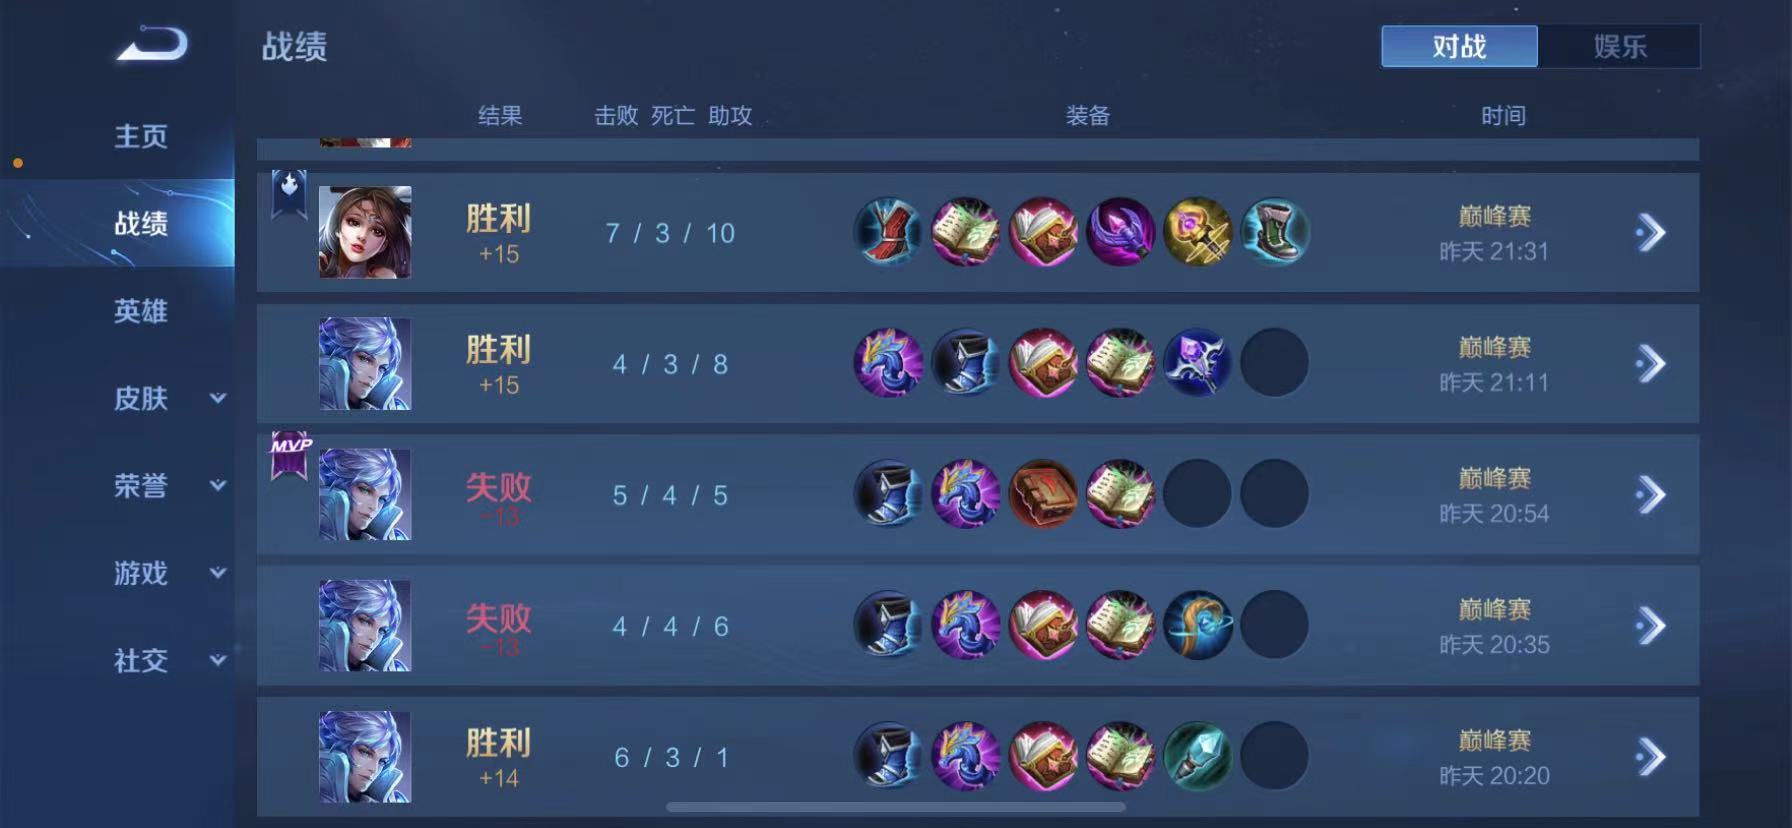 战绩
对战 娱乐
结果 击败 死亡 助攻 装备 时间
主页
战绩
英雄
皮肤
荣誉
游戏
社交
胜利 7 / 3 / 10 巅峰赛
+15 昨天 21:31
胜利 4 / 3 / 8 巅峰赛
+15 昨天 21:11
MVP
失败 5 / 4 / 5 巅峰赛
-13 昨天 20:54
失败 4 / 4 / 6 巅峰赛
-13 昨天 20:35
胜利 6 / 3 / 1 巅峰赛
+14 昨天 20:20